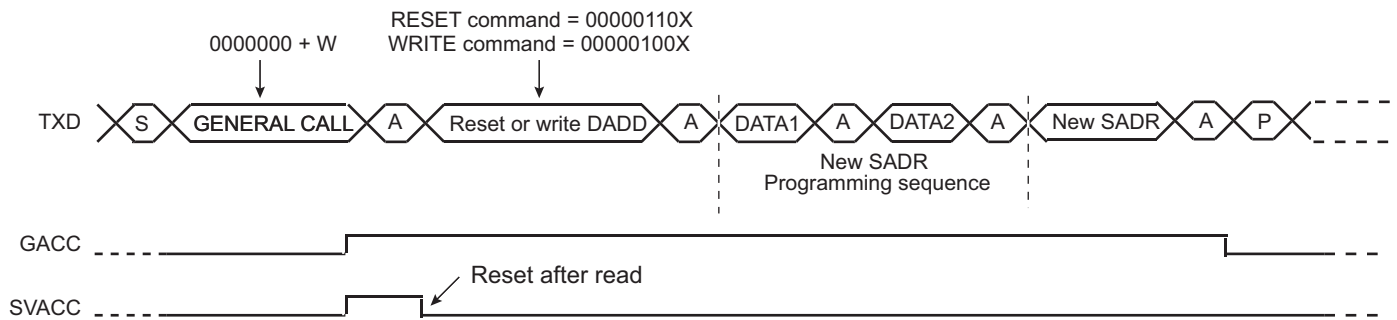 RESET command = 00000110X
0000000 + W
WRITE command = 00000100X
TXD
S
GENERAL CALL
A
Reset or write DADD
A
DATA1
A
DATA2
A
New SADR
A
P
New SADR
Programming sequence
GACC
Reset after read
SVACC